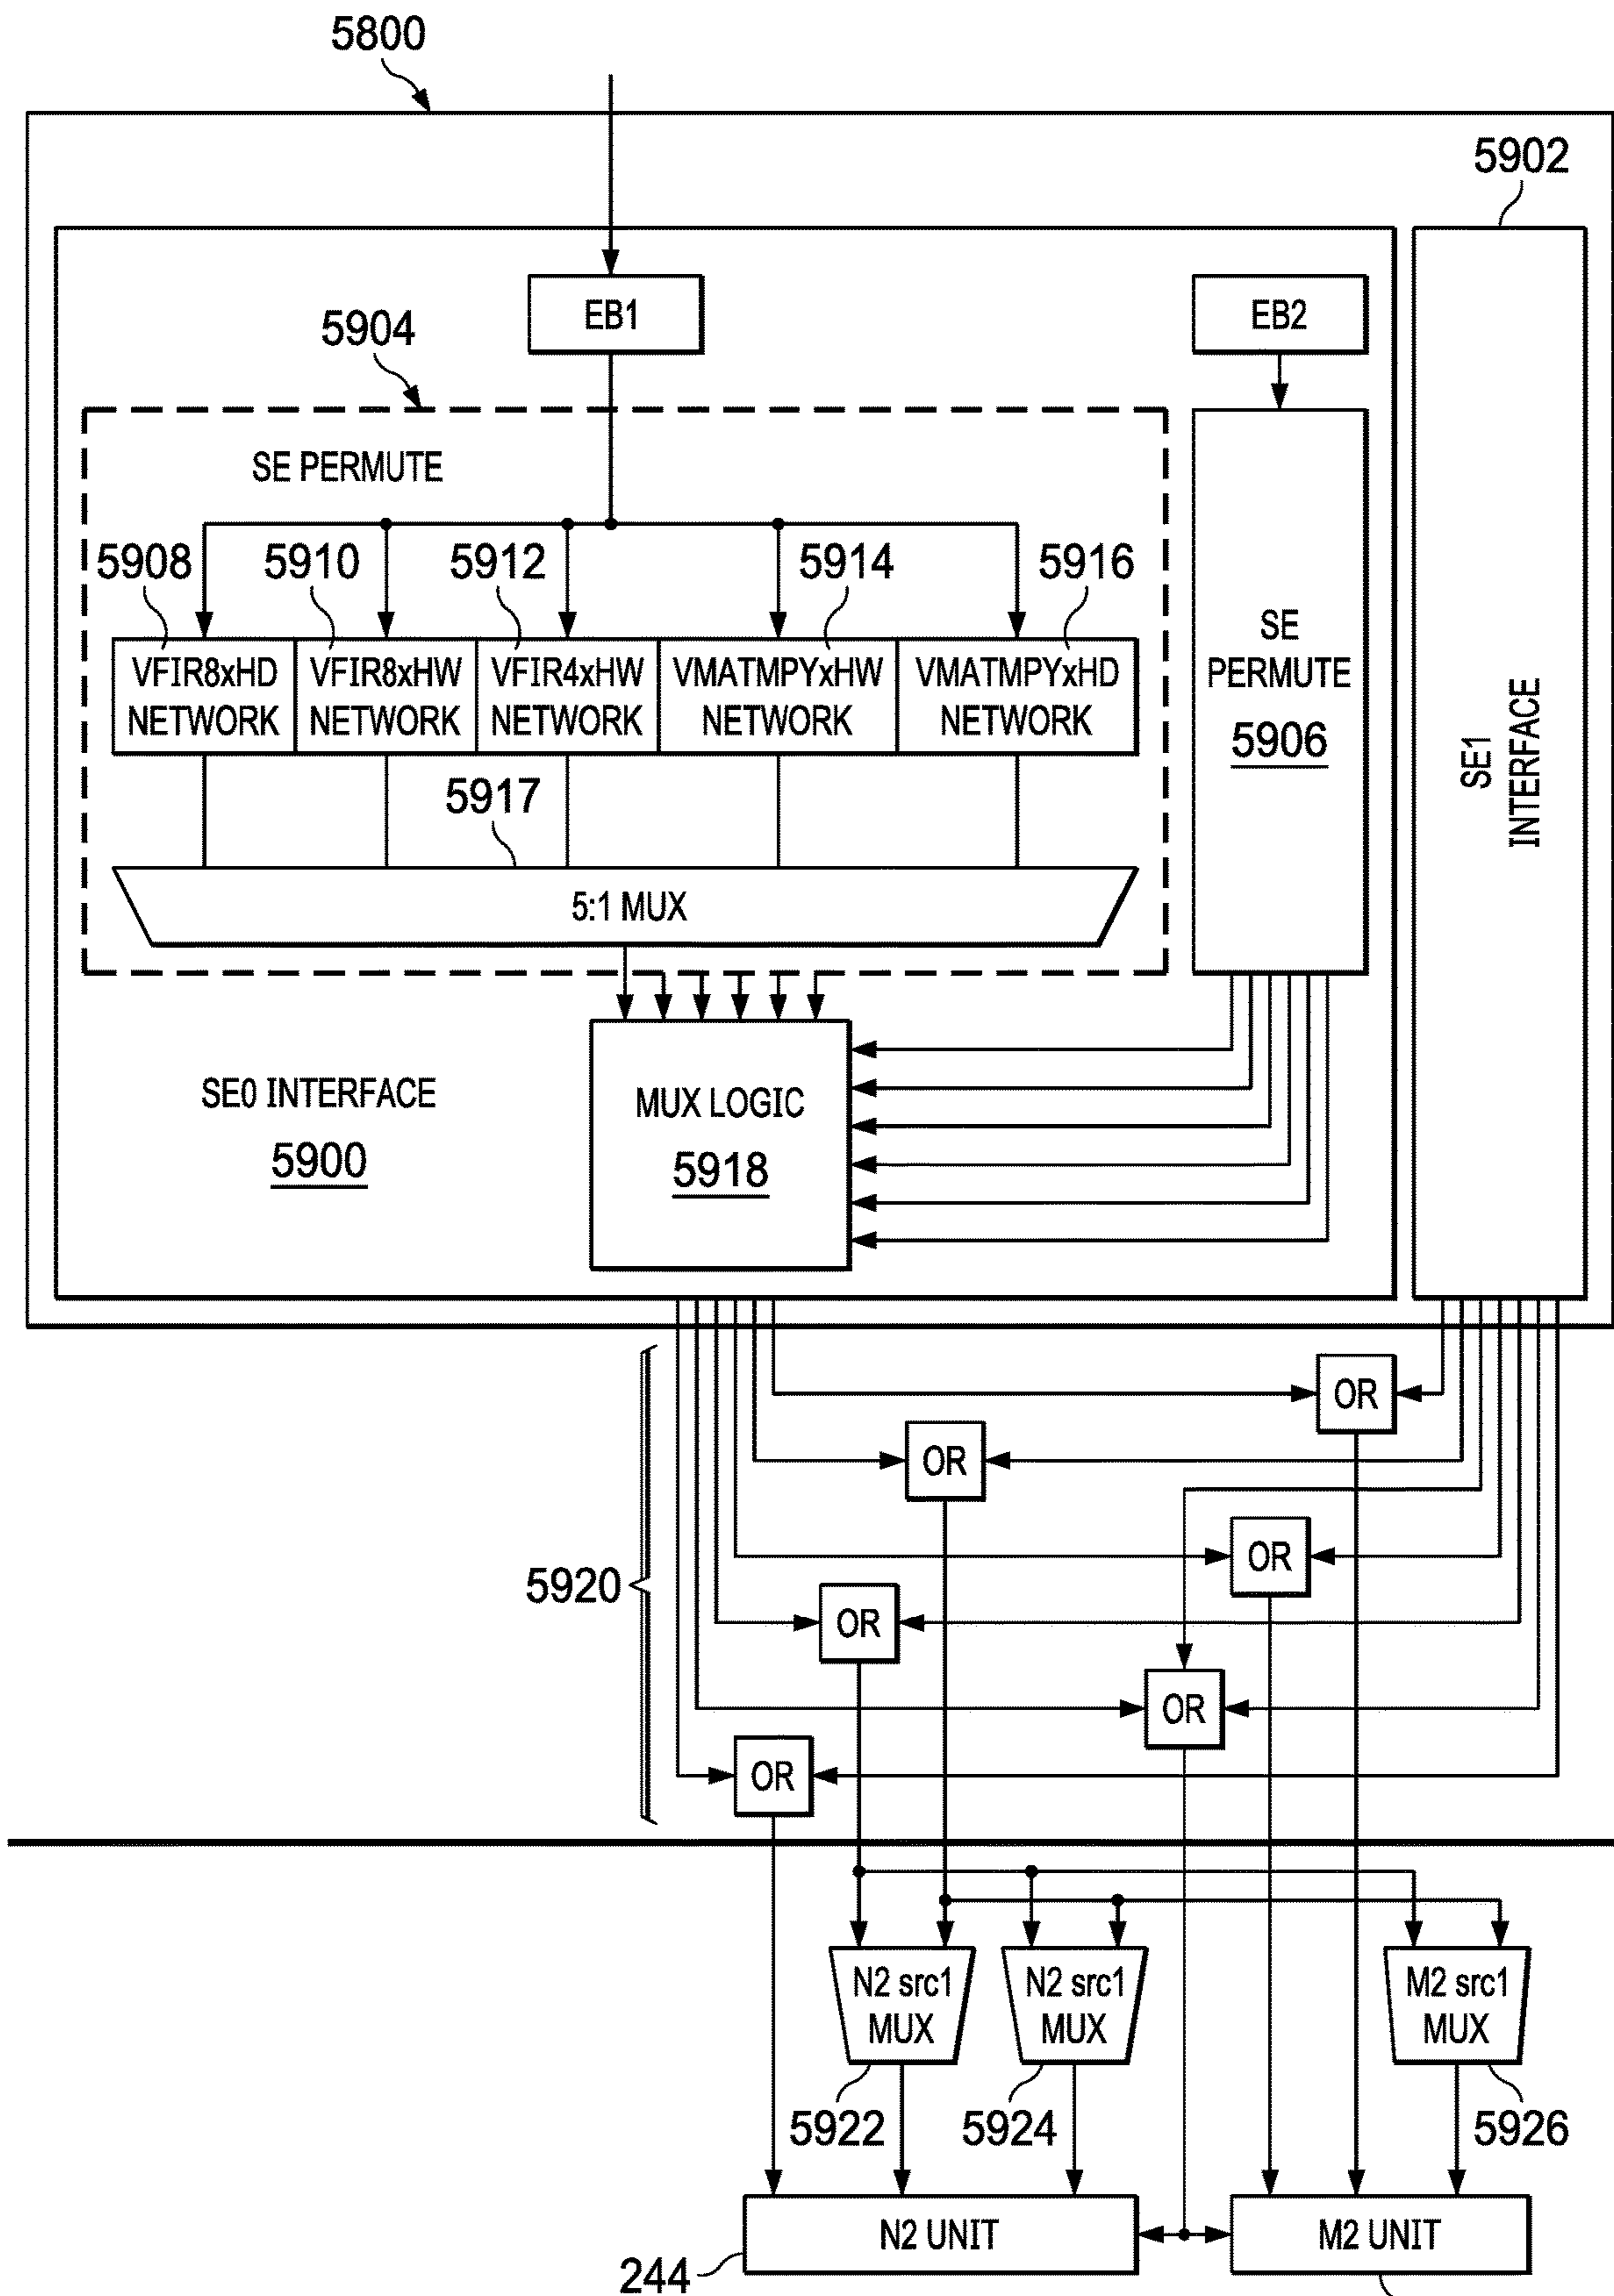 5800
5902
EB1
EB2
5904
SE PERMUTE
5908
5910
5912
5914
5916
VFIR8xHD
NETWORK
VFIR8xHW
NETWORK
VFIR4xHW
NETWORK
VMATMPYxHW
NETWORK
VMATMPYxHD
NETWORK
SE
PERMUTE
5906
SE1
INTERFACE
5917
5:1 MUX
SE0 INTERFACE
5900
MUX LOGIC
5918
OR
OR
OR
5920
OR
OR
OR
N2 src1
MUX
N2 src1
MUX
M2 src1
MUX
5922
5924
5926
N2 UNIT
M2 UNIT
244